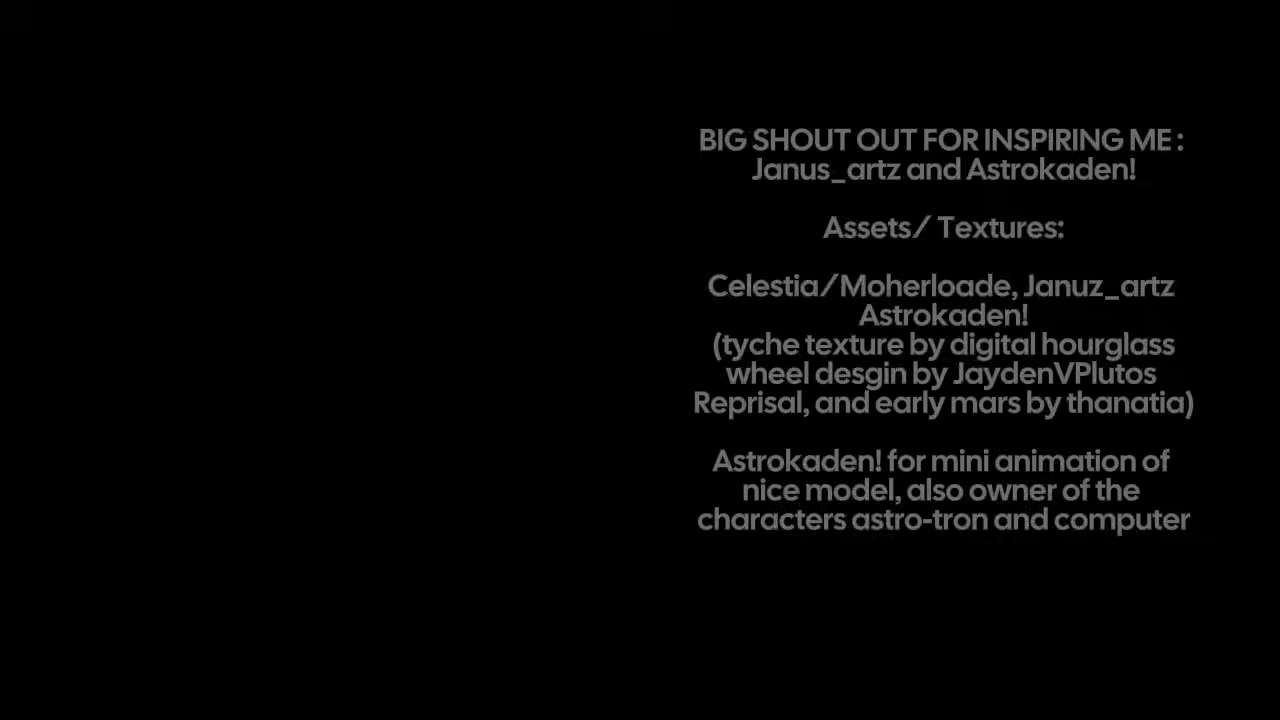 BIG SHOUT OUT FOR INSPIRING ME :
Janus_artz and Astrokaden!
Assets/ Textures:
Celestia/Moherloade, Januz_artz
Astrokaden!
(tyche texture by digital hourglass
wheel desgin by JaydenVPlutos
Reprisal, and early mars by thanatia)
Astrokaden! for mini animation of
nice model, also owner of the
characters astro-tron and computer